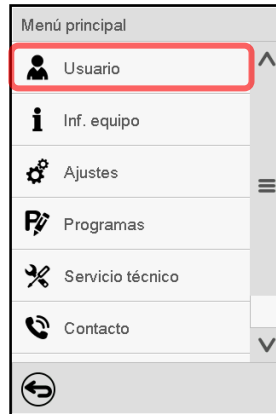 Menú principal
Usuario
Inf. equipo
Ajustes
Programas
Servicio técnico
Contacto